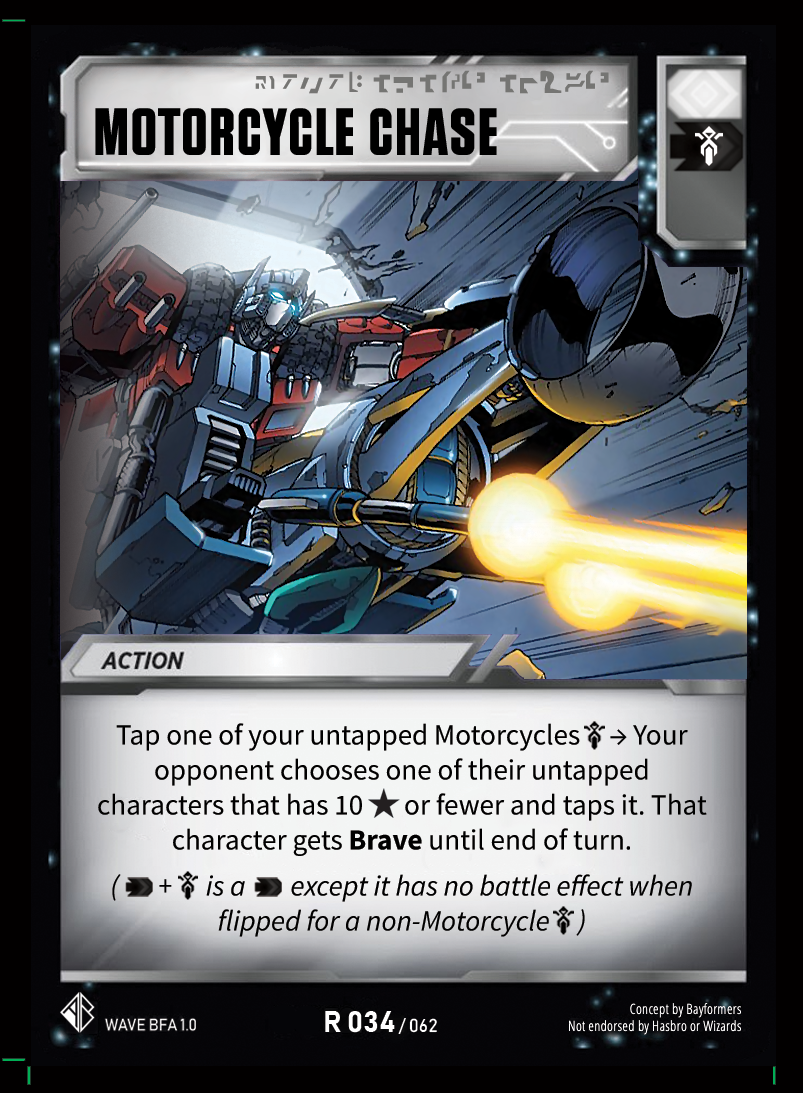 MOTORCYCLE CHASE
ACTION
Tap one of your untapped Motorcycles → Your
opponent chooses one of their untapped
characters that has 10 ★ or fewer and taps it. That
character gets Brave until end of turn.
( + is a except it has no battle effect when
flipped for a non-Motorcycle )
WAVE BFA 1.0
R 034/062
Concept by Bayformers
Not endorsed by Hasbro or Wizards